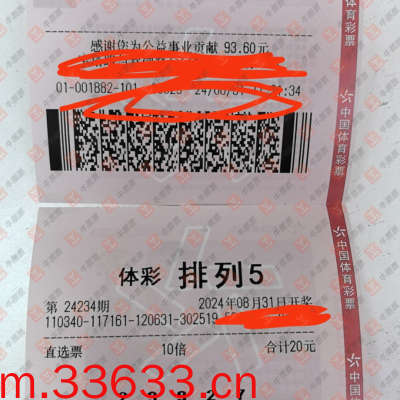 感谢您为公益事业贡献 93.60元
01-001882-101
34
中国体育彩票
中国体育彩票
中国体育彩票
体彩 排列5
第 24234期 2024年08月31日开奖
110340-117161-120631-302519
直选票 10倍 合计20元
m.33633.cn